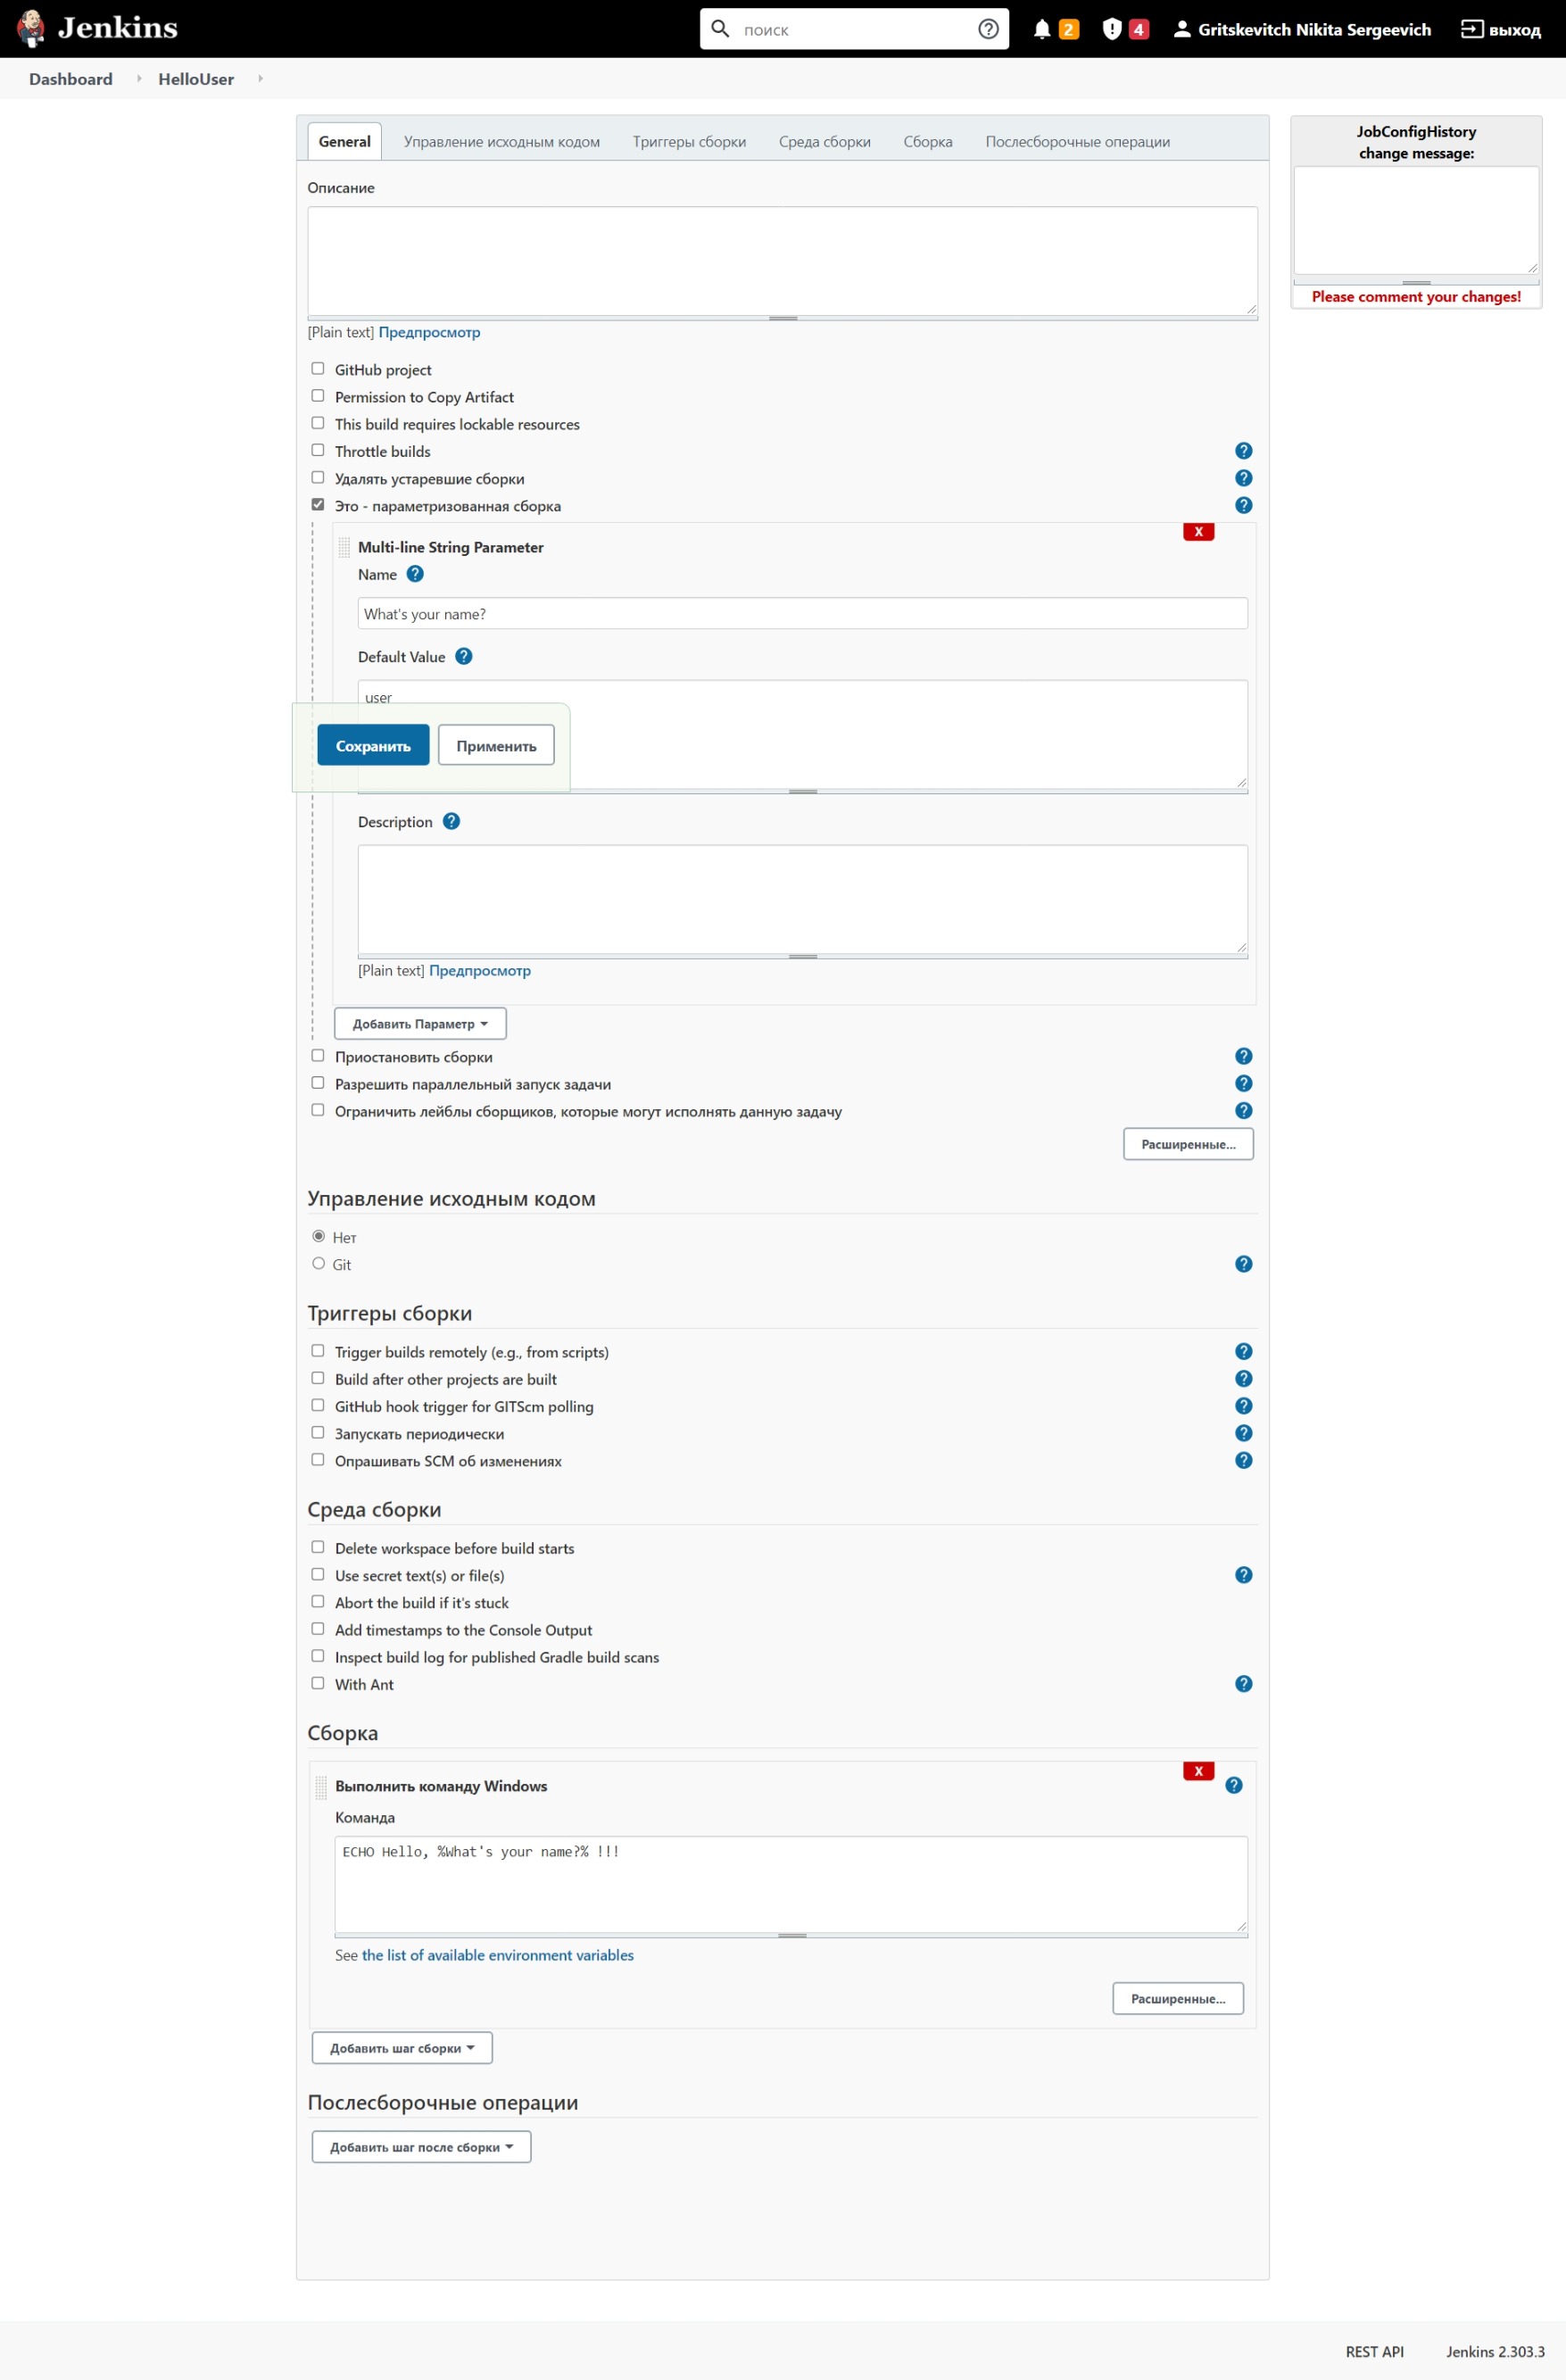 Jenkins
поиск
2
4
Gritskevitch Nikita Sergeevich
выход
Dashboard
HelloUser
General
Управление исходным кодом
Триггеры сборки
Среда сборки
Сборка
Послесборочные операции
JobConfigHistory
change message:
Please comment your changes!
Описание
[Plain text] Предпросмотр
GitHub project
Permission to Copy Artifact
This build requires lockable resources
Throttle builds
?
Удалять устаревшие сборки
?
Это - параметризованная сборка
?
X
Multi-line String Parameter
Name ?
What's your name?
Default Value ?
user
Сохранить
Применить
Description ?
[Plain text] Предпросмотр
Добавить Параметр
Приостановить сборки
?
Разрешить параллельный запуск задачи
?
Ограничить лейблы сборщиков, которые могут исполнять данную задачу
?
Расширенные...
Управление исходным кодом
Нет
Git
?
Триггеры сборки
Trigger builds remotely (e.g., from scripts)
?
Build after other projects are built
?
GitHub hook trigger for GITScm polling
?
Запускать периодически
?
Опрашивать SCM об изменениях
?
Среда сборки
Delete workspace before build starts
Use secret text(s) or file(s)
?
Abort the build if it's stuck
Add timestamps to the Console Output
Inspect build log for published Gradle build scans
With Ant
?
Сборка
X
Выполнить команду Windows
?
Команда
ECHO Hello, %What's your name?% !!!
See the list of available environment variables
Расширенные...
Добавить шаг сборки
Послесборочные операции
Добавить шаг после сборки
REST API
Jenkins 2.303.3